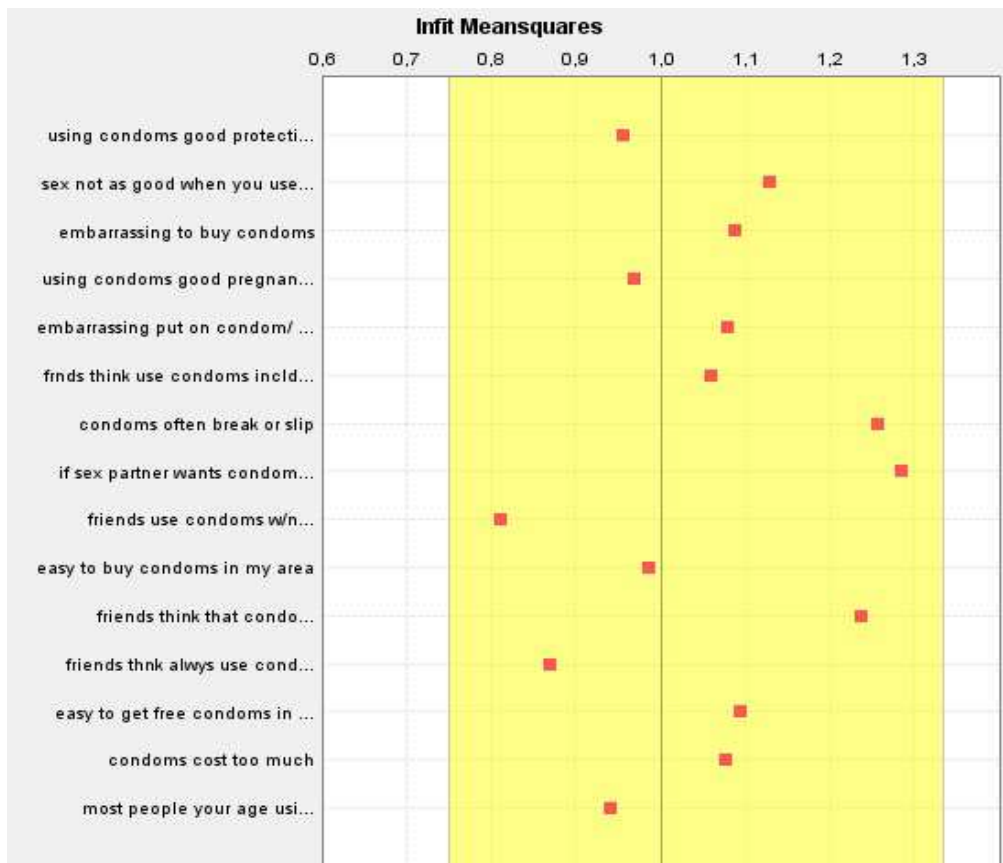 Infit Meansquares
0,6 0,7 0,8 0,9 1,0 1,1 1,2 1,3
using condoms good protecti...
sex not as good when you use...
embarrassing to buy condoms
using condoms good pregnan...
embarrassing put on condom/ ...
frnds think use condoms incld...
condoms often break or slip
if sex partner wants condom...
friends use condoms w/n...
easy to buy condoms in my area
friends think that condo...
friends thnk alwys use cond...
easy to get free condoms in ...
condoms cost too much
most people your age usi...